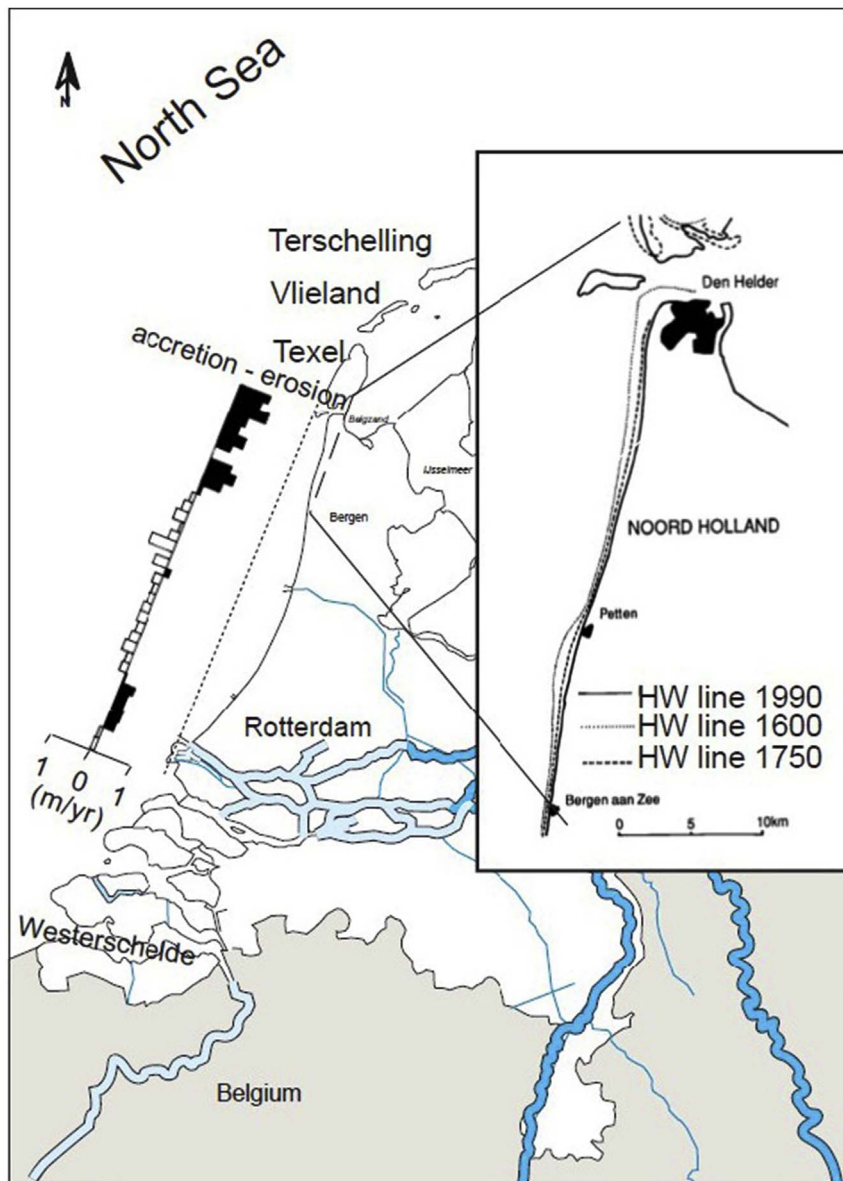 N
North Sea
Terschelling
Vlieland
Texel
accretion - erosion
Balgzand
IJsselmeer
Bergen
Rotterdam
1 0 1
(m/yr)
Westerschelde
Belgium
Den Helder
NOORD HOLLAND
Petten
HW line 1990
HW line 1600
HW line 1750
Bergen aan Zee
0 5 10km